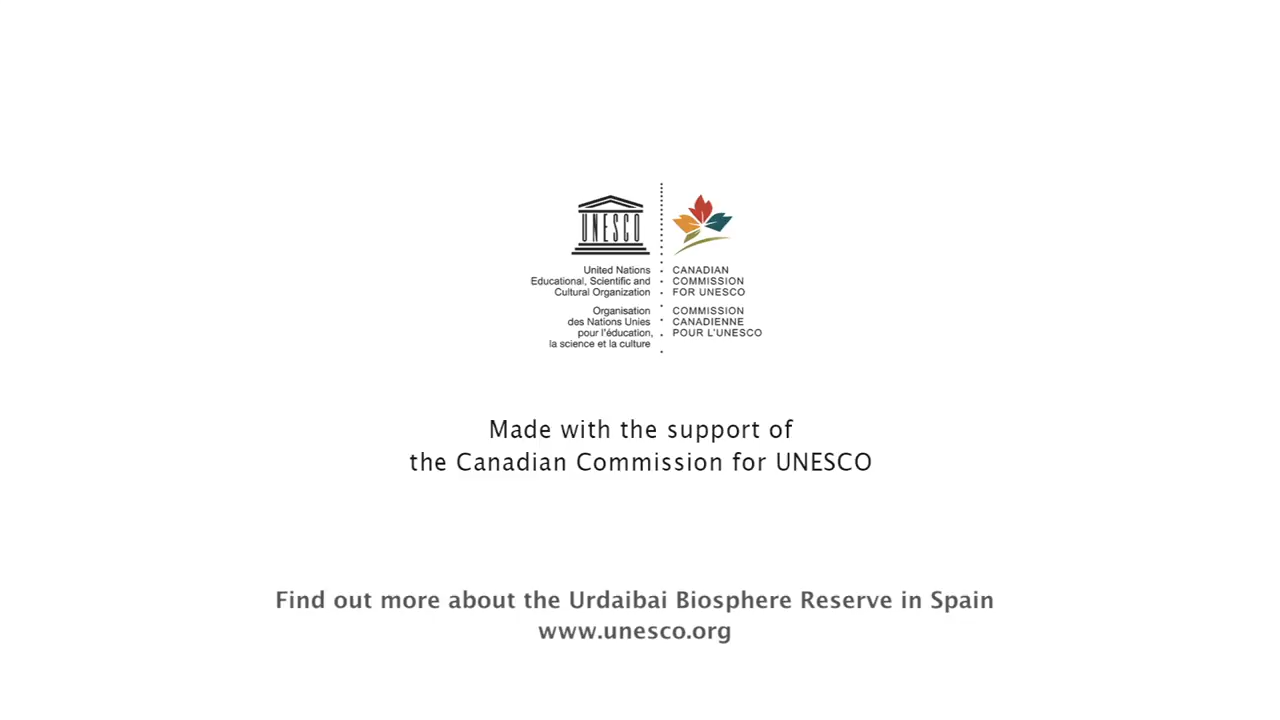 UNESCO
United Nations
Educational, Scientific and
Cultural Organization
Organisation
des Nations Unies
pour l'éducation,
la science et la culture
CANADIAN
COMMISSION
FOR UNESCO
COMMISSION
CANADIENNE
POUR L'UNESCO
Made with the support of
the Canadian Commission for UNESCO
Find out more about the Urdaibai Biosphere Reserve in Spain
www.unesco.org